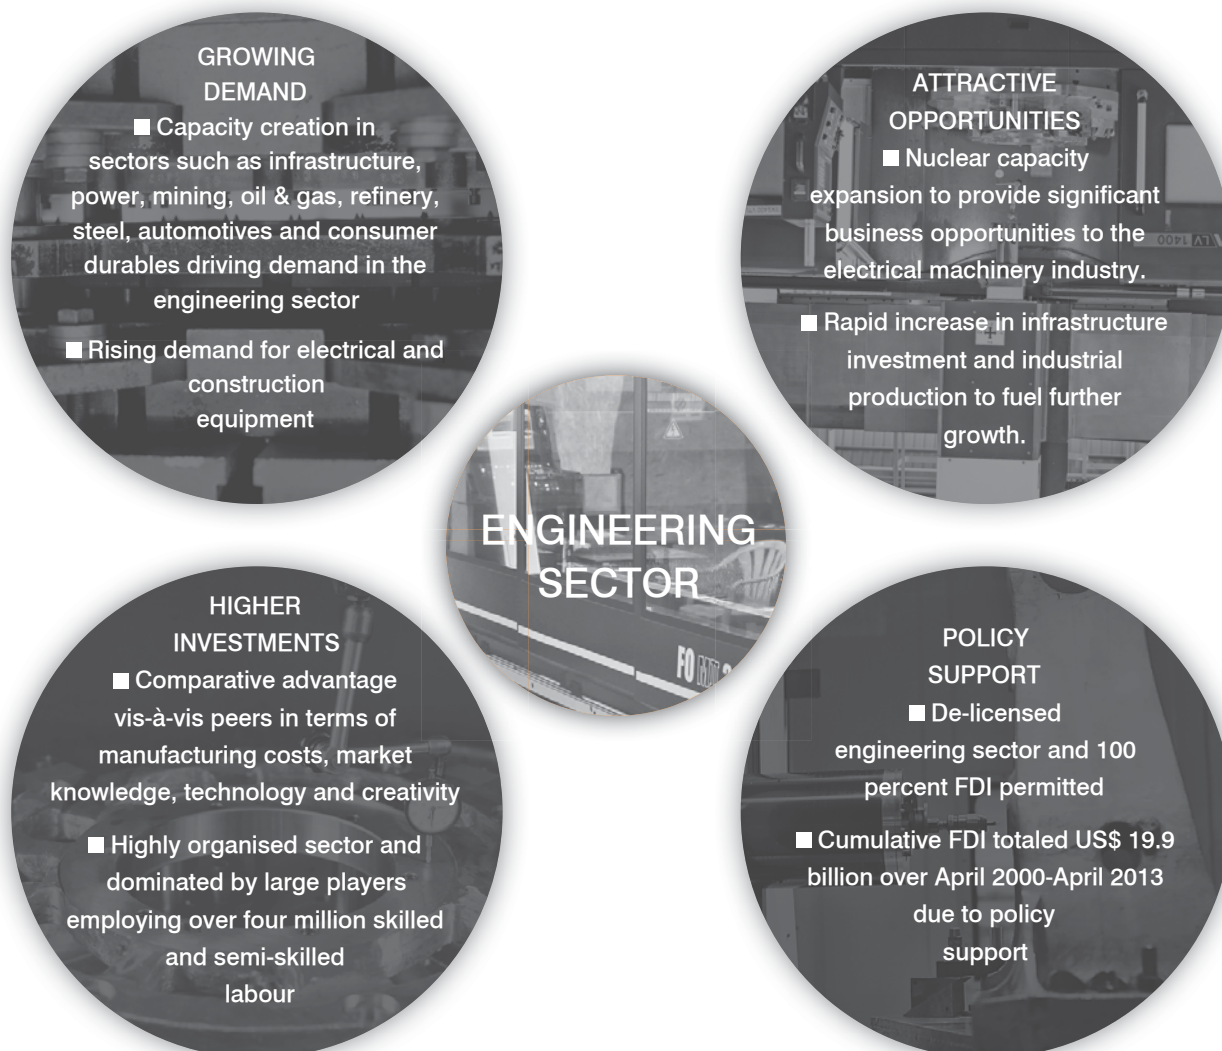 GROWING
DEMAND
■ Capacity creation in
sectors such as infrastructure,
power, mining, oil & gas, refinery,
steel, automotives and consumer
durables driving demand in the
engineering sector
■ Rising demand for electrical and
construction
equipment
ATTRACTIVE
OPPORTUNITIES
■ Nuclear capacity
expansion to provide significant
business opportunities to the
electrical machinery industry.
■ Rapid increase in infrastructure
investment and industrial
production to fuel further
growth.
LV 1400
4
ENGINEERING
SECTOR
FO
HIGHER
INVESTMENTS
■ Comparative advantage
vis-à-vis peers in terms of
manufacturing costs, market
knowledge, technology and creativity
■ Highly organised sector and
dominated by large players
employing over four million skilled
and semi-skilled
labour
POLICY
SUPPORT
■ De-licensed
engineering sector and 100
percent FDI permitted
■ Cumulative FDI totaled US$ 19.9
billion over April 2000-April 2013
due to policy
support